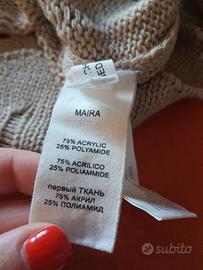 MAIRA
75% ACRYLIC
25% POLYAMIDE
75% ACRILICO
25% POLIAMMIDE
первый ТКАНЬ
75% АКРИЛ
25% ПОЛИАМИД
subito